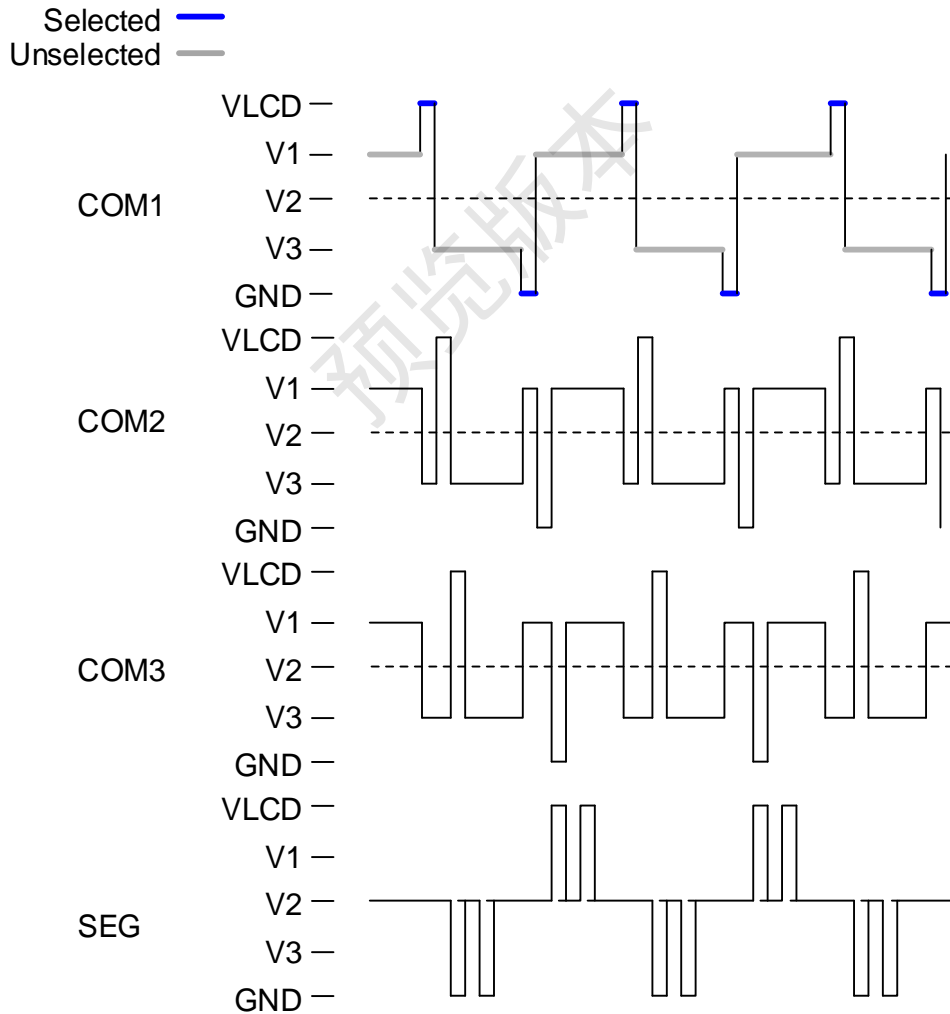 Selected
Unselected
VLCD
V1
COM1
V2
V3
GND
VLCD
V1
COM2
V2
V3
GND
VLCD
V1
COM3
V2
V3
GND
VLCD
V1
V2
SEG
V3
GND
预览版本